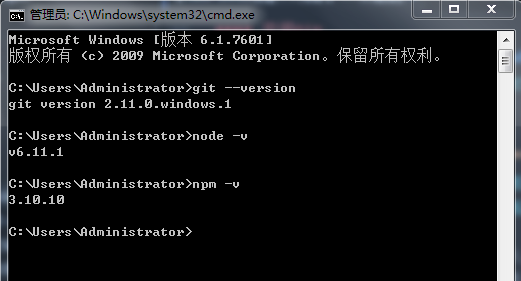 管理员: C:\Windows\system32\cmd.exe
Microsoft Windows [版本 6.1.7601]
版权所有 (c) 2009 Microsoft Corporation。保留所有权利。
C:\Users\Administrator>git --version
git version 2.11.0.windows.1
C:\Users\Administrator>node -v
v6.11.1
C:\Users\Administrator>npm -v
3.10.10
C:\Users\Administrator>